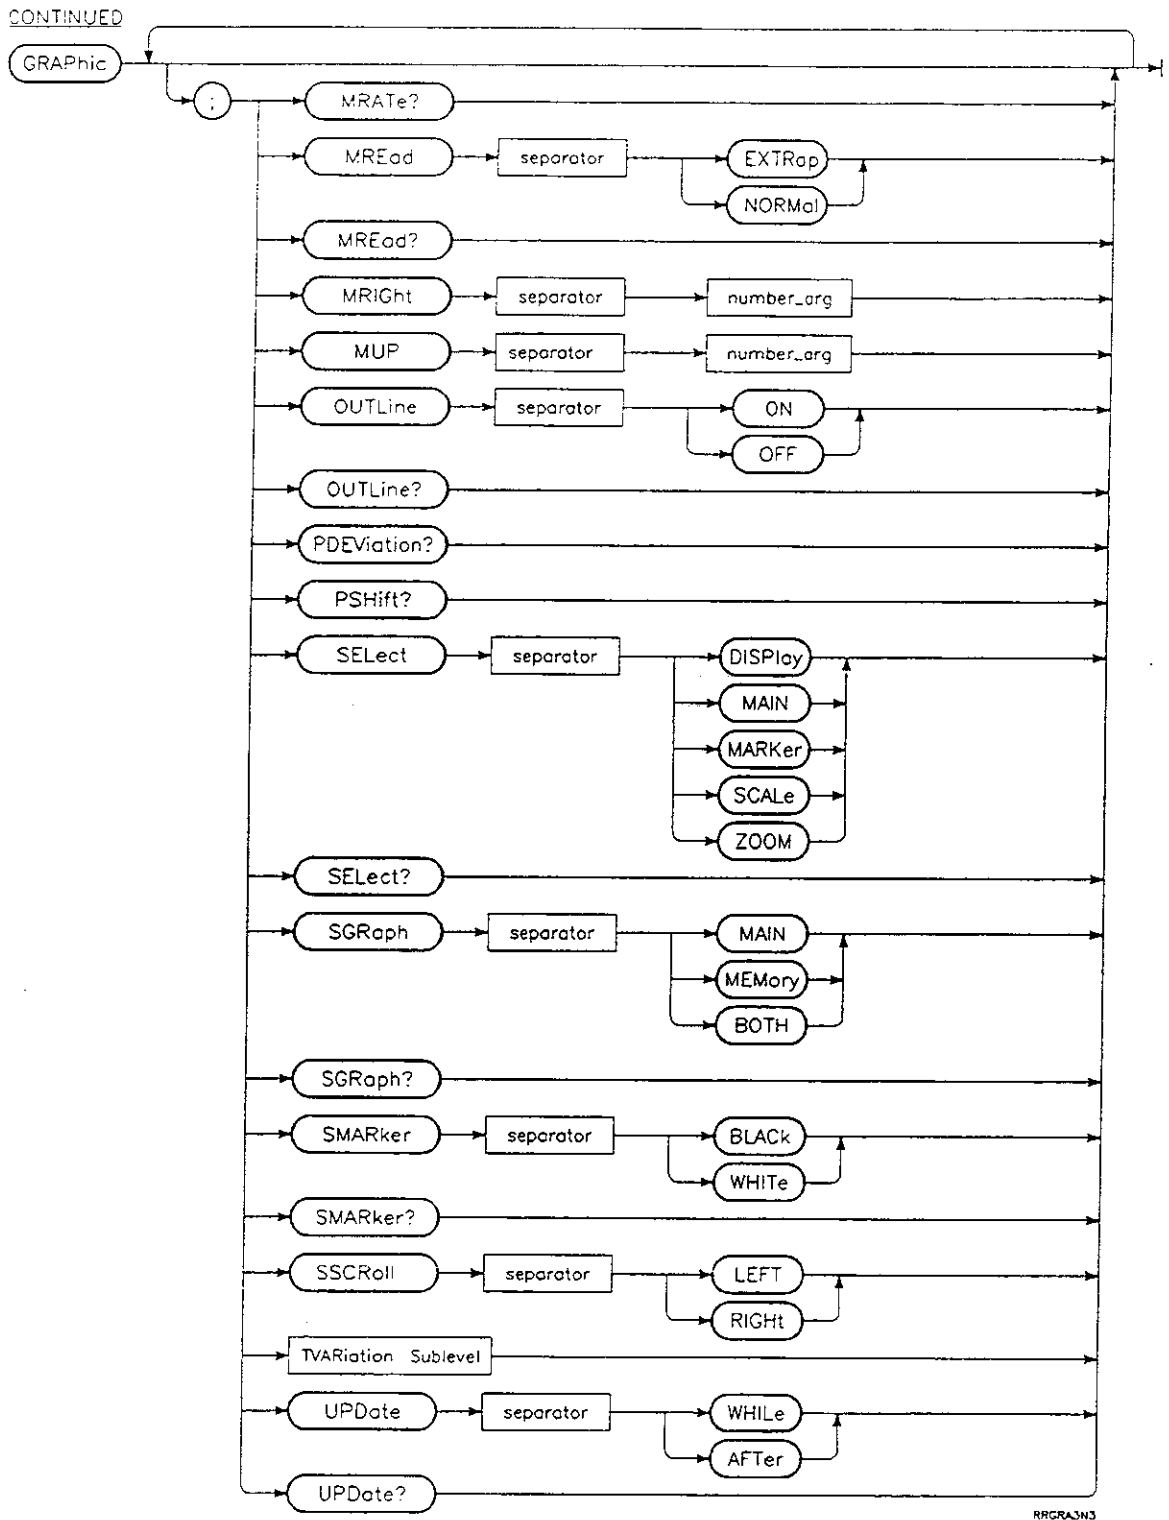 CONTINUED
GRAPhic
;
MRATe?
MREad separator EXTRap
NORMal
MREad?
MRIGht separator number_arg
MUP separator number_arg
OUTLine separator ON
OFF
OUTLine?
PDEViation?
PSHift?
SELect separator DISPlay
MAIN
MARKer
SCALe
ZOOM
SELect?
SGRaph separator MAIN
MEMory
BOTH
SGRaph?
SMARker separator BLACk
WHITe
SMARker?
SSCRoll separator LEFT
RIGHt
TVARiation Sublevel
UPDate separator WHILe
AFTer
UPDate?
RRGRA3N3